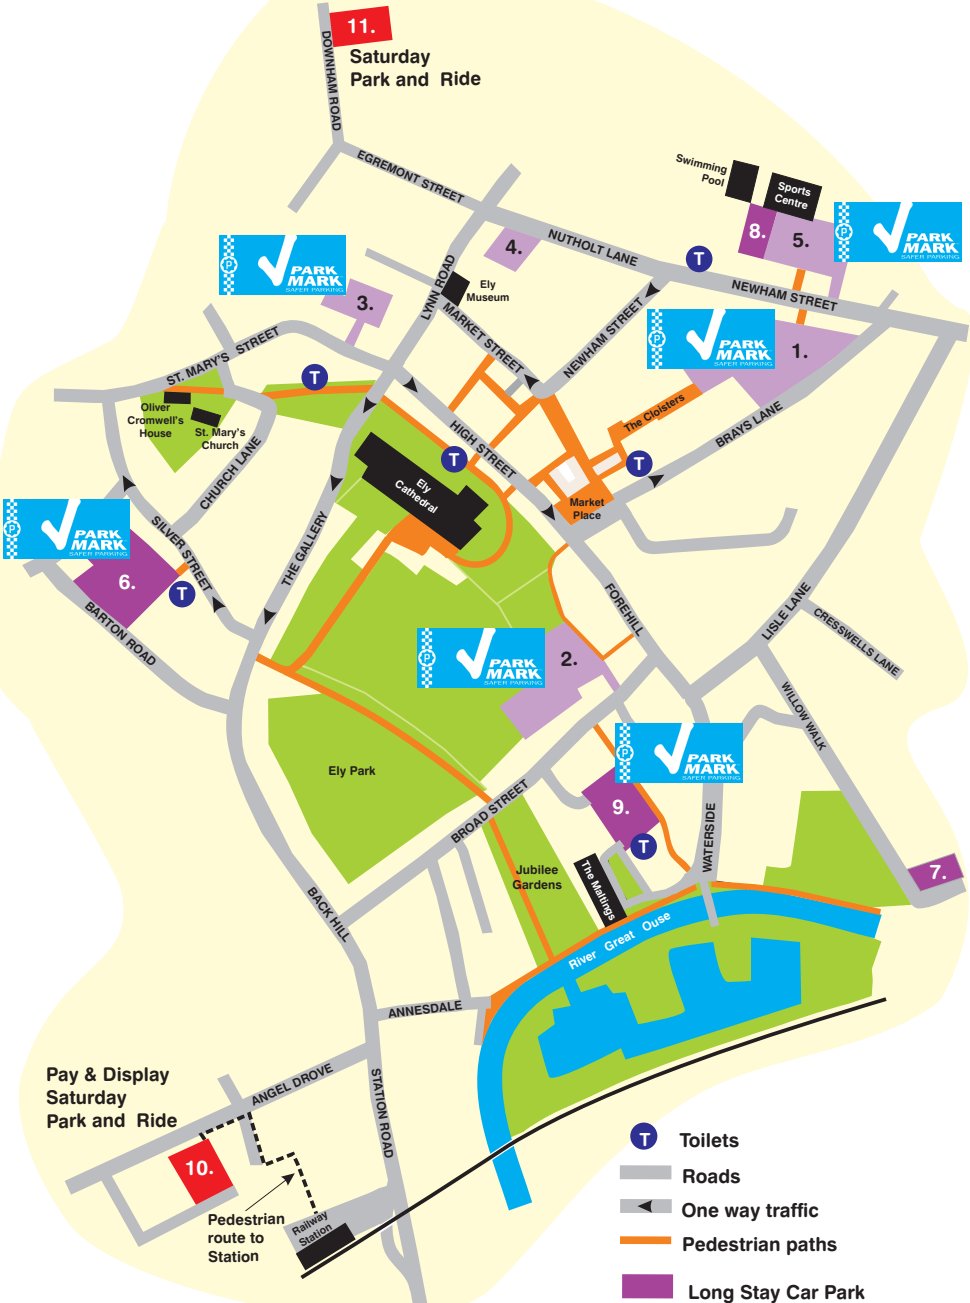 11.
Saturday
Park and Ride
DOWNHAM ROAD
EGREMONT STREET
Swimming
Pool
Sports
Centre
8.
5.
P
PARK
MARK
SAFER PARKING
NUTHOLT LANE
T
4.
P
PARK
MARK
SAFER PARKING
3.
LYNN ROAD
Ely
Museum
NEWHAM STREET
MARKET STREET
NEWHAM STREET
P
PARK
MARK
SAFER PARKING
1.
ST. MARY'S STREET
T
Oliver
Cromwell's
House
St. Mary's
Church
CHURCH LANE
HIGH STREET
The Cloisters
BRAYS LANE
T
T
Ely
Cathedral
Market
Place
P
PARK
MARK
SAFER PARKING
SILVER STREET
THE GALLERY
6.
T
BARTON ROAD
FOREHILL
LISLE LANE
CRESSWELLS LANE
P
PARK
MARK
SAFER PARKING
2.
WILLOW WALK
P
PARK
MARK
SAFER PARKING
Ely Park
BROAD STREET
9.
T
WATERSIDE
Jubilee
Gardens
The Maltings
7.
BACK HILL
River Great Ouse
ANNESDALE
Pay & Display
Saturday
Park and Ride
ANGEL DROVE
STATION ROAD
10.
Pedestrian
route to
Station
Railway
Station
T
Toilets
Roads
One way traffic
Pedestrian paths
Long Stay Car Park